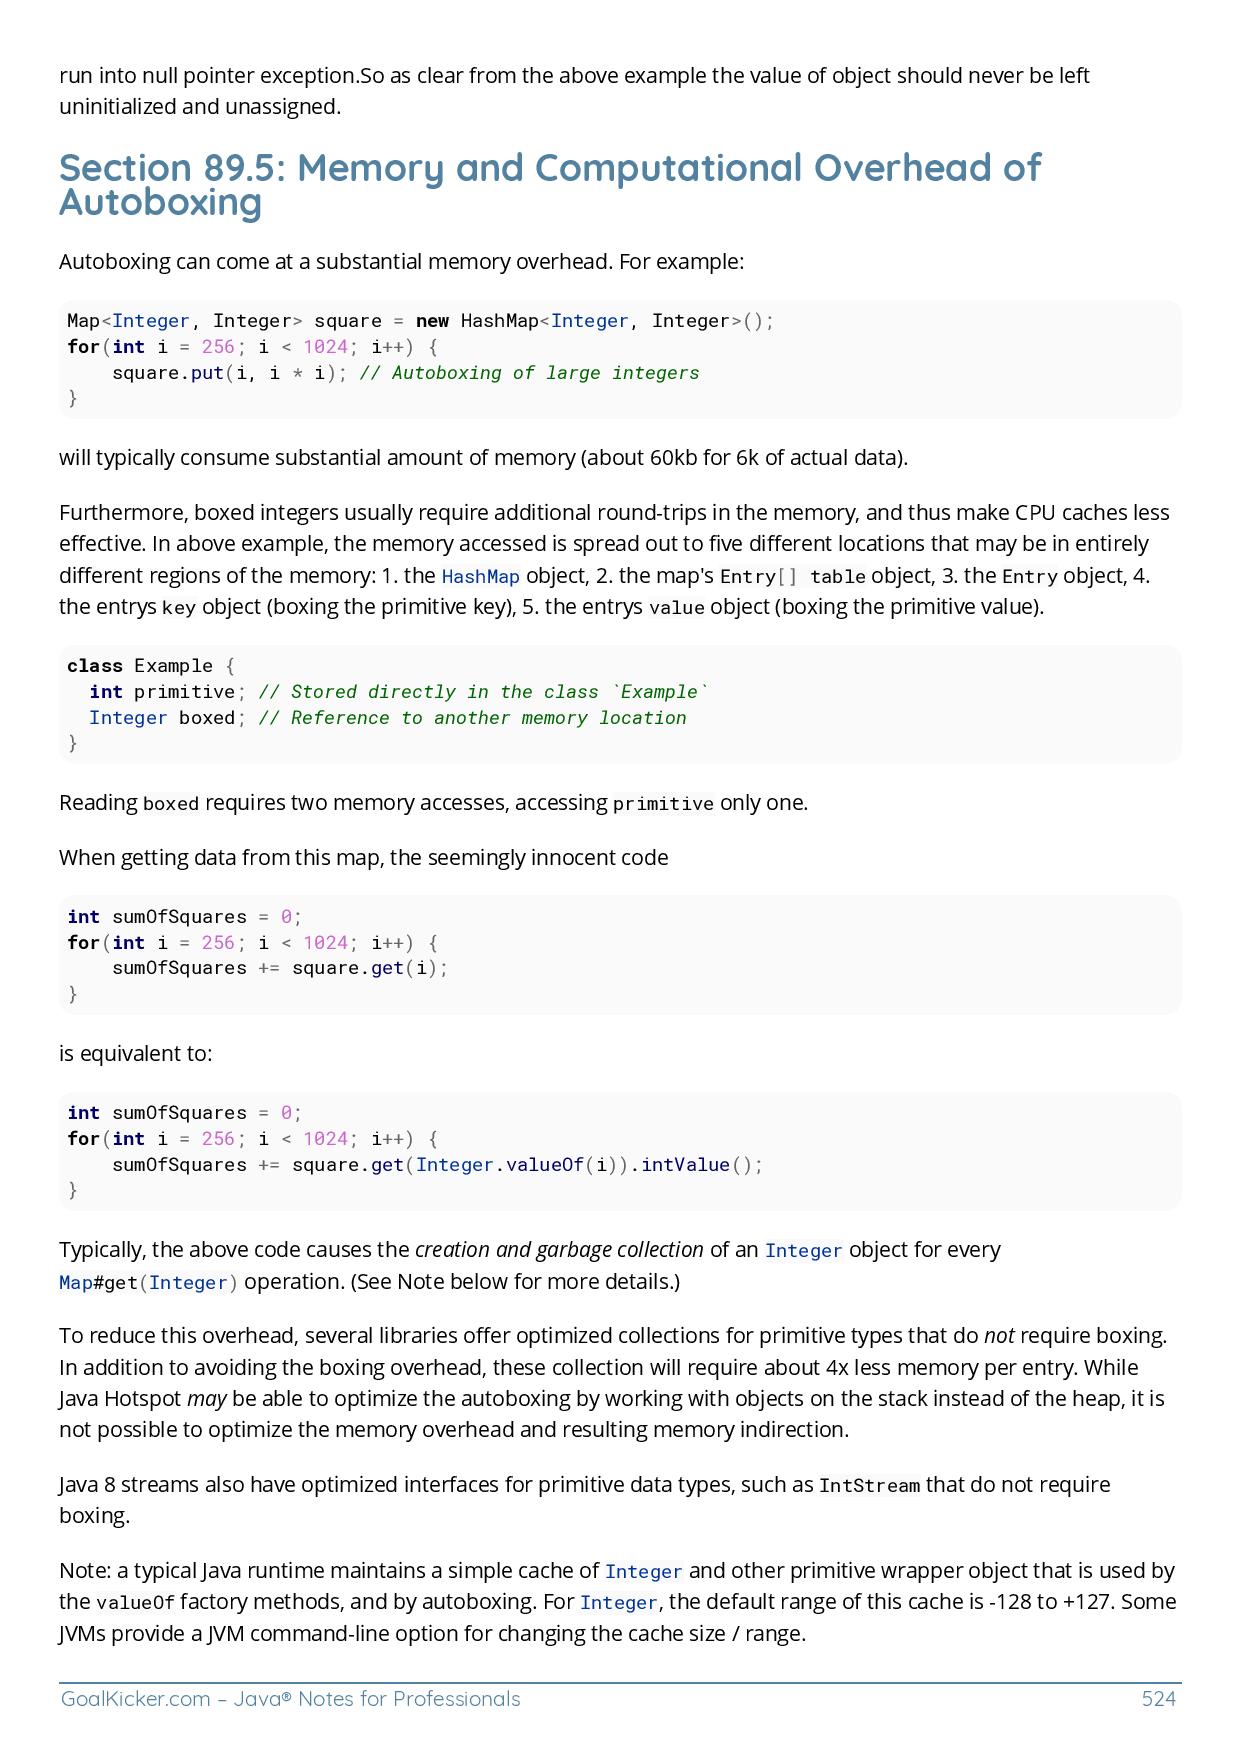 run into null pointer exception.So as clear from the above example the value of object should never be left
uninitialized and unassigned.
Section 89.5: Memory and Computational Overhead of
Autoboxing
Autoboxing can come at a substantial memory overhead. For example:
Map<Integer, Integer> square = new HashMap<Integer, Integer>();
for(int i = 256; i < 1024; i++) {
    square.put(i, i * i); // Autoboxing of large integers
}
will typically consume substantial amount of memory (about 60kb for 6k of actual data).
Furthermore, boxed integers usually require additional round-trips in the memory, and thus make CPU caches less
effective. In above example, the memory accessed is spread out to five different locations that may be in entirely
different regions of the memory: 1. the HashMap object, 2. the map's Entry[] table object, 3. the Entry object, 4.
the entrys key object (boxing the primitive key), 5. the entrys value object (boxing the primitive value).
class Example {
  int primitive; // Stored directly in the class `Example`
  Integer boxed; // Reference to another memory location
}
Reading boxed requires two memory accesses, accessing primitive only one.
When getting data from this map, the seemingly innocent code
int sumOfSquares = 0;
for(int i = 256; i < 1024; i++) {
    sumOfSquares += square.get(i);
}
is equivalent to:
int sumOfSquares = 0;
for(int i = 256; i < 1024; i++) {
    sumOfSquares += square.get(Integer.valueOf(i)).intValue();
}
Typically, the above code causes the creation and garbage collection of an Integer object for every
Map#get(Integer) operation. (See Note below for more details.)
To reduce this overhead, several libraries offer optimized collections for primitive types that do not require boxing.
In addition to avoiding the boxing overhead, these collection will require about 4x less memory per entry. While
Java Hotspot may be able to optimize the autoboxing by working with objects on the stack instead of the heap, it is
not possible to optimize the memory overhead and resulting memory indirection.
Java 8 streams also have optimized interfaces for primitive data types, such as IntStream that do not require
boxing.
Note: a typical Java runtime maintains a simple cache of Integer and other primitive wrapper object that is used by
the valueOf factory methods, and by autoboxing. For Integer, the default range of this cache is -128 to +127. Some
JVMs provide a JVM command-line option for changing the cache size / range.
GoalKicker.com – Java® Notes for Professionals 524